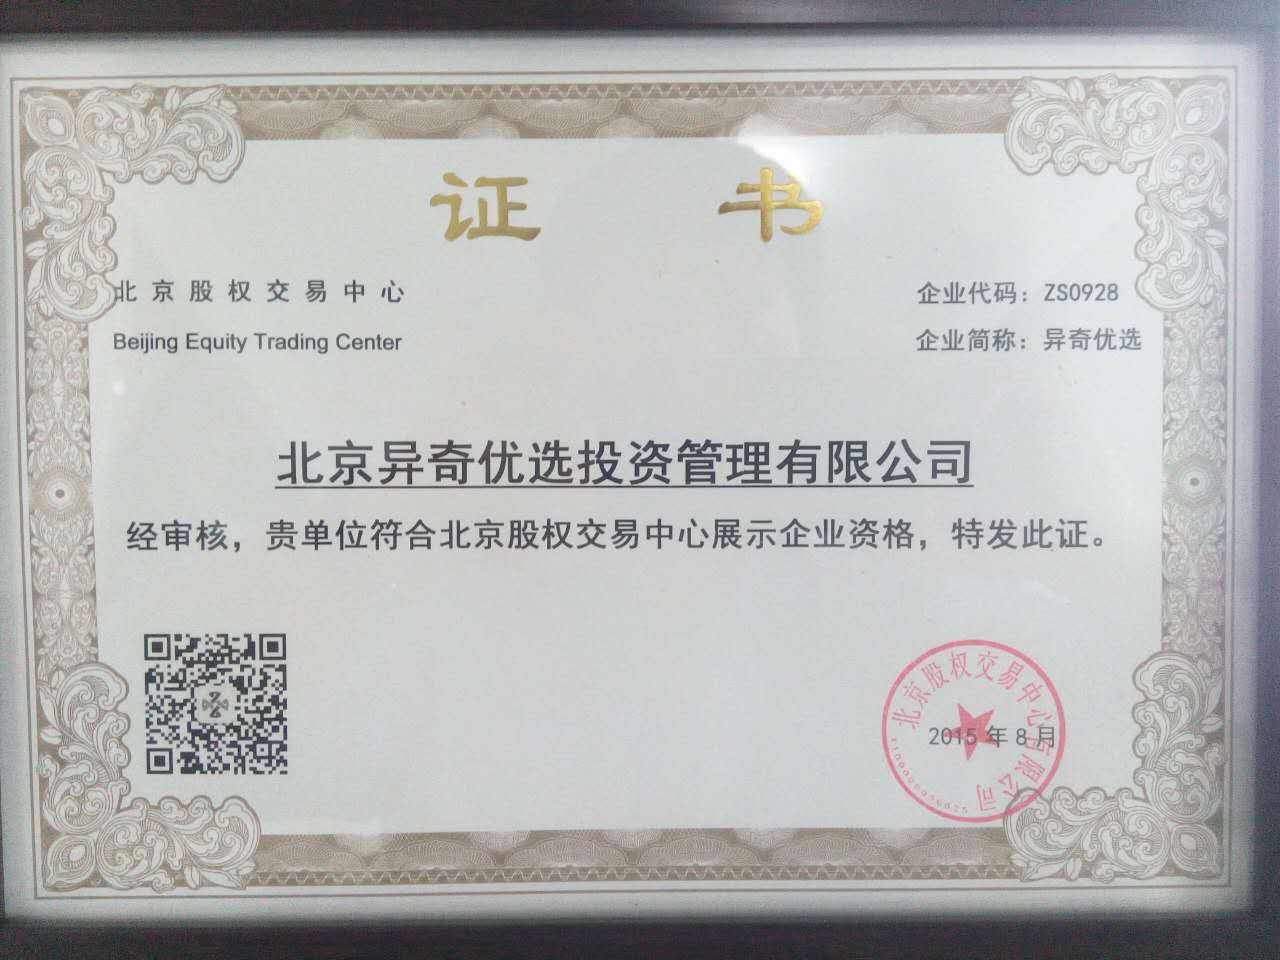 证 书
北京股权交易中心
Beijing Equity Trading Center
企业代码：ZS0928
企业简称：异奇优选
北京异奇优选投资管理有限公司
经审核，贵单位符合北京股权交易中心展示企业资格，特发此证。
北京股权交易中心有限公司
2015年8月